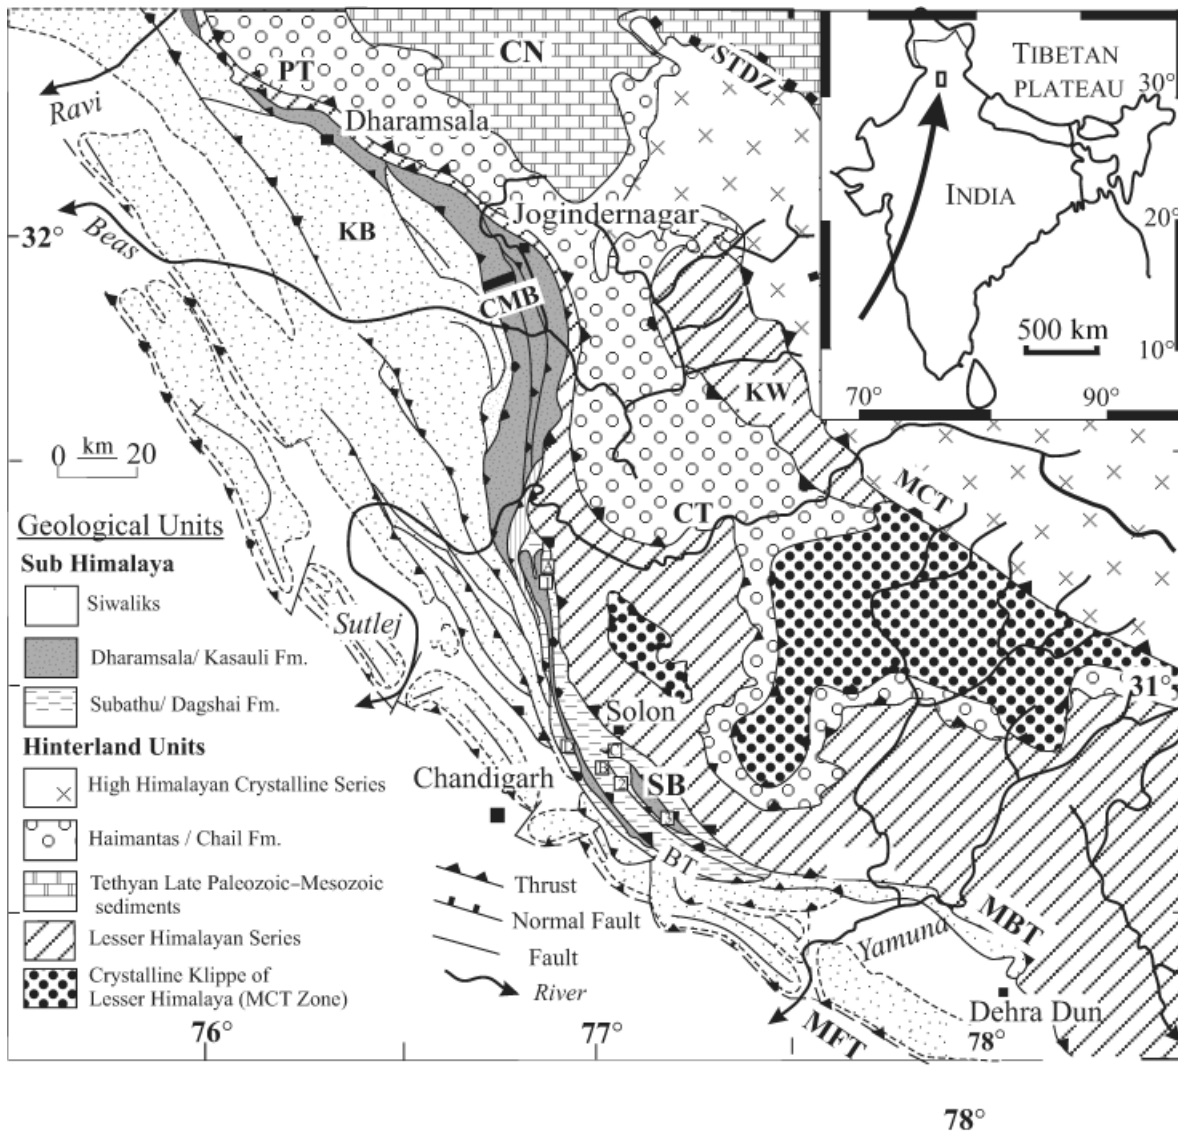 CN
PT
STDZ
TIBETAN
PLATEAU
30°
Ravi
Dharamsala
INDIA
20°
Jogindernagar
32°
Beas
KB
CMB
500 km
10°
70°
90°
KW
0 km 20
MCT
CT
Geological Units
Sub Himalaya
Siwaliks
Dharamsala/ Kasauli Fm.
Subathu/ Dagshai Fm.
Hinterland Units
High Himalayan Crystalline Series
Haimantas / Chail Fm.
Tethyan Late Paleozoic–Mesozoic
sediments
Lesser Himalayan Series
Crystalline Klippe of
Lesser Himalaya (MCT Zone)
Sutlej
31°
Solon
Chandigarh
SB
BT
Thrust
Normal Fault
Fault
River
MBT
Yamuna
Dehra Dun
MFT
76°
77°
78°
78°